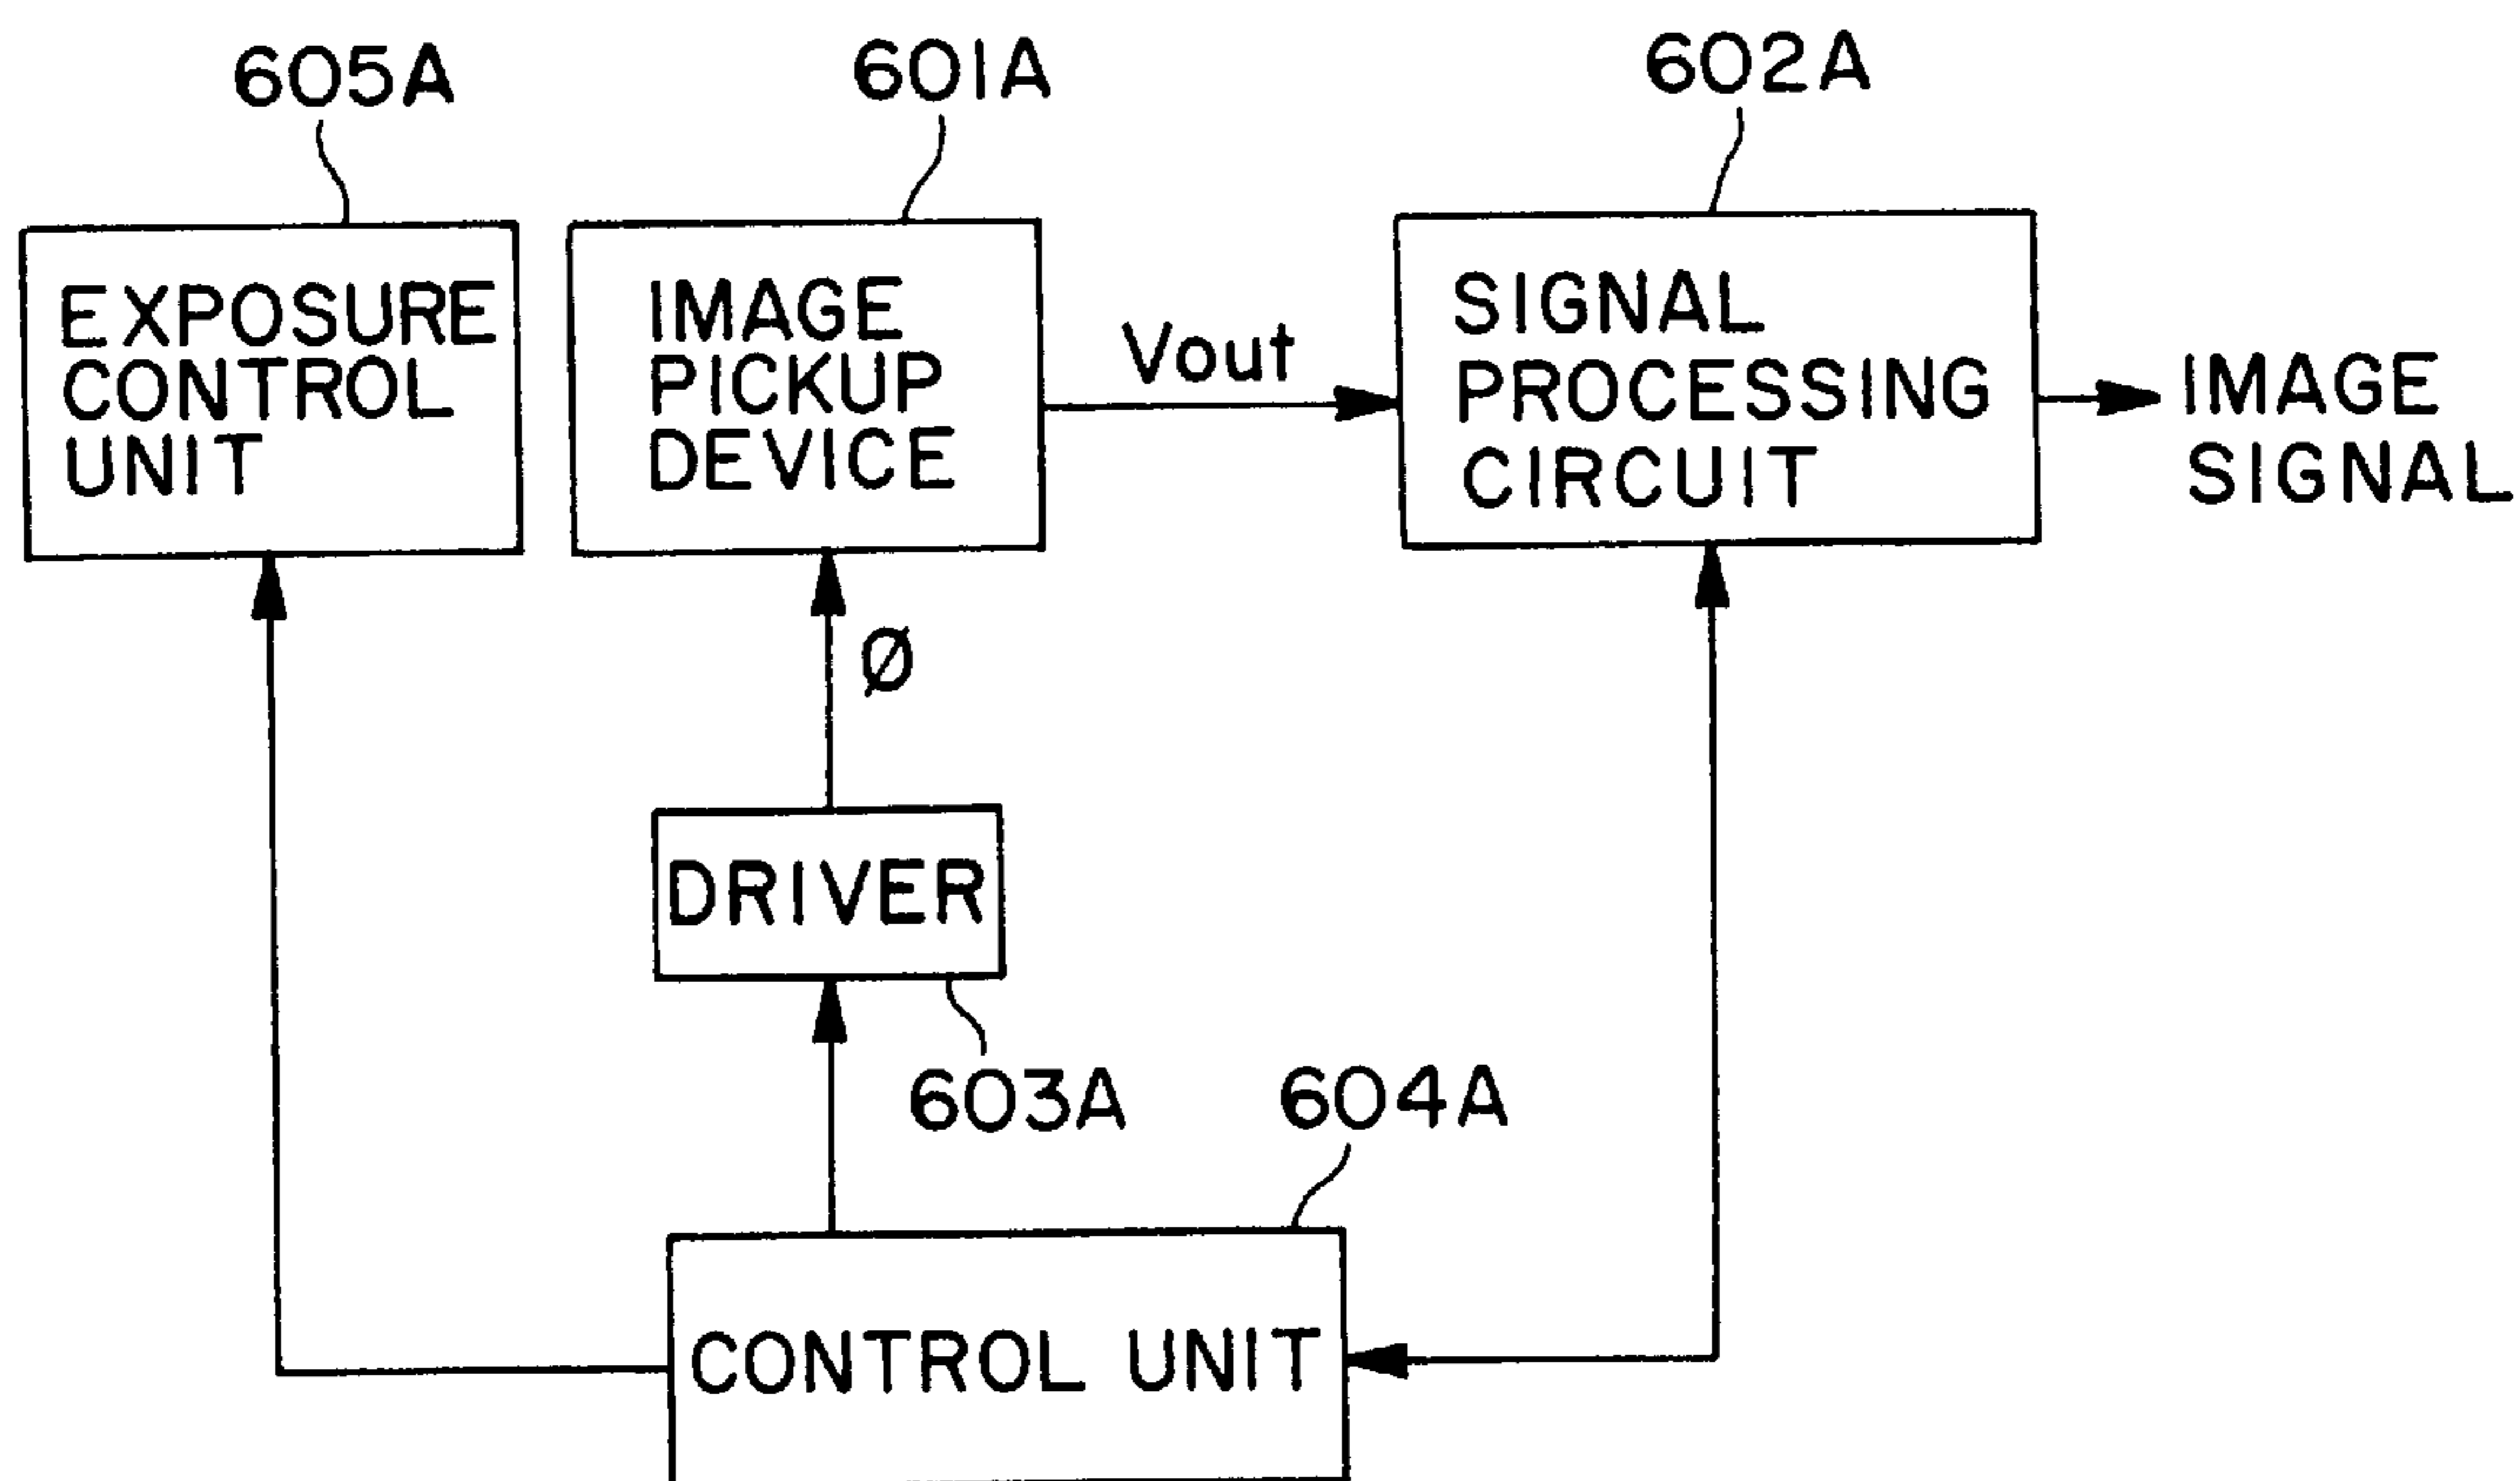 605A
601A
602A
EXPOSURE
CONTROL
UNIT
IMAGE
PICKUP
DEVICE
Vout
SIGNAL
PROCESSING
CIRCUIT
IMAGE
SIGNAL
Ø
DRIVER
603A
604A
CONTROL UNIT